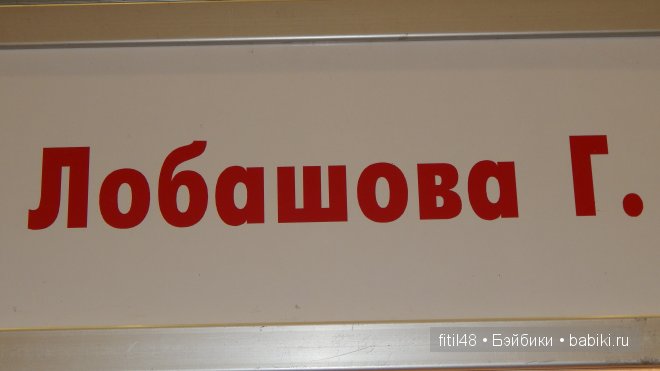 Лобашова Г.
fitil48 • Бэйбики • babiki.ru